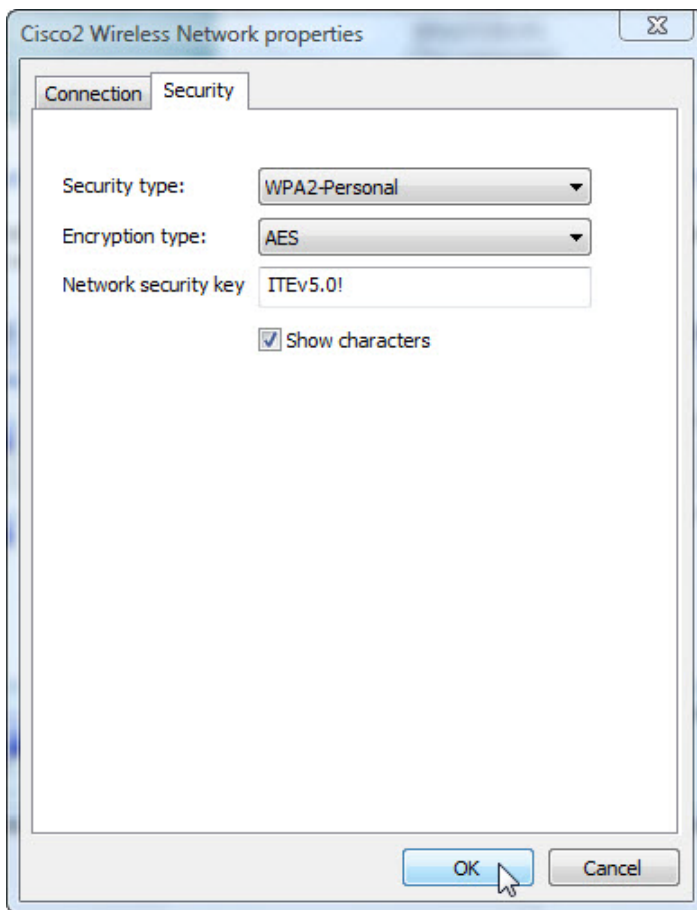 Cisco2 Wireless Network properties
Connection
Security
Security type:
WPA2-Personal
Encryption type:
AES
Network security key
ITEv5.0!
Show characters
OK
Cancel